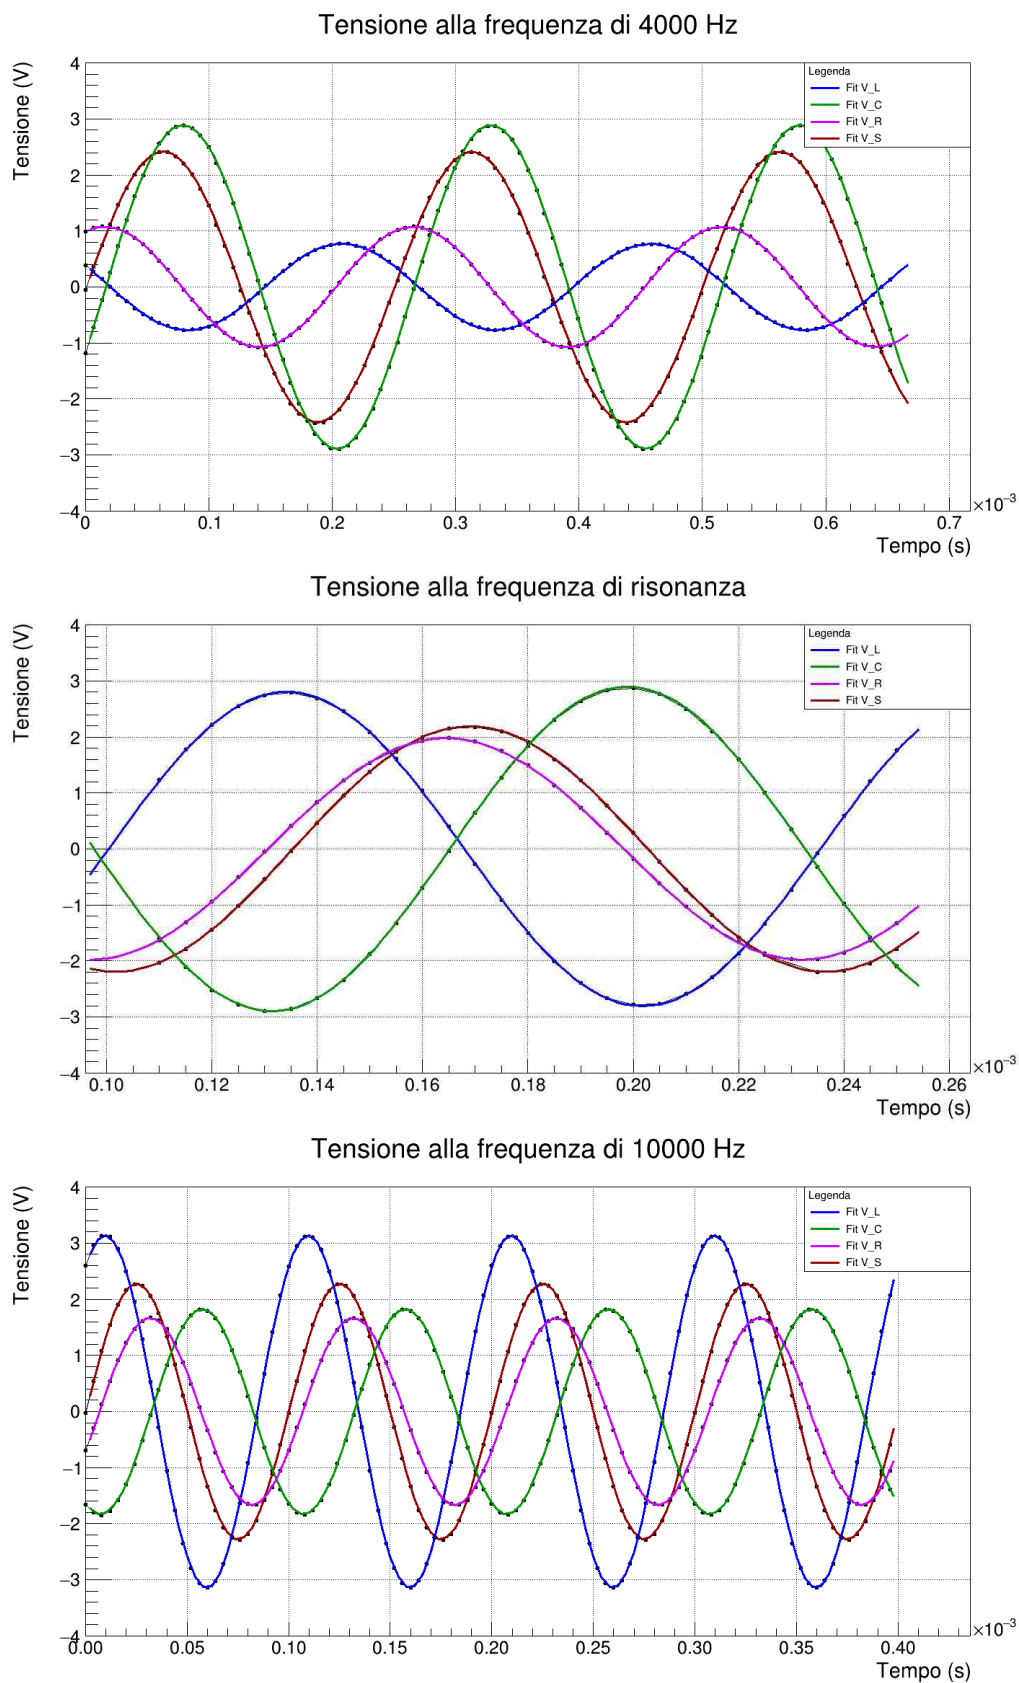 Tensione alla frequenza di 4000 Hz
Tensione (V)
Legenda
Fit V_L
Fit V_C
Fit V_R
Fit V_S
4
3
2
1
0
−1
−2
−3
−4
0 0.1 0.2 0.3 0.4 0.5 0.6 0.7
×10⁻³
Tempo (s)
Tensione alla frequenza di risonanza
Tensione (V)
Legenda
Fit V_L
Fit V_C
Fit V_R
Fit V_S
4
3
2
1
0
−1
−2
−3
−4
0.10 0.12 0.14 0.16 0.18 0.20 0.22 0.24 0.26
×10⁻³
Tempo (s)
Tensione alla frequenza di 10000 Hz
Tensione (V)
Legenda
Fit V_L
Fit V_C
Fit V_R
Fit V_S
4
3
2
1
0
−1
−2
−3
−4
0.00 0.05 0.10 0.15 0.20 0.25 0.30 0.35 0.40
×10⁻³
Tempo (s)